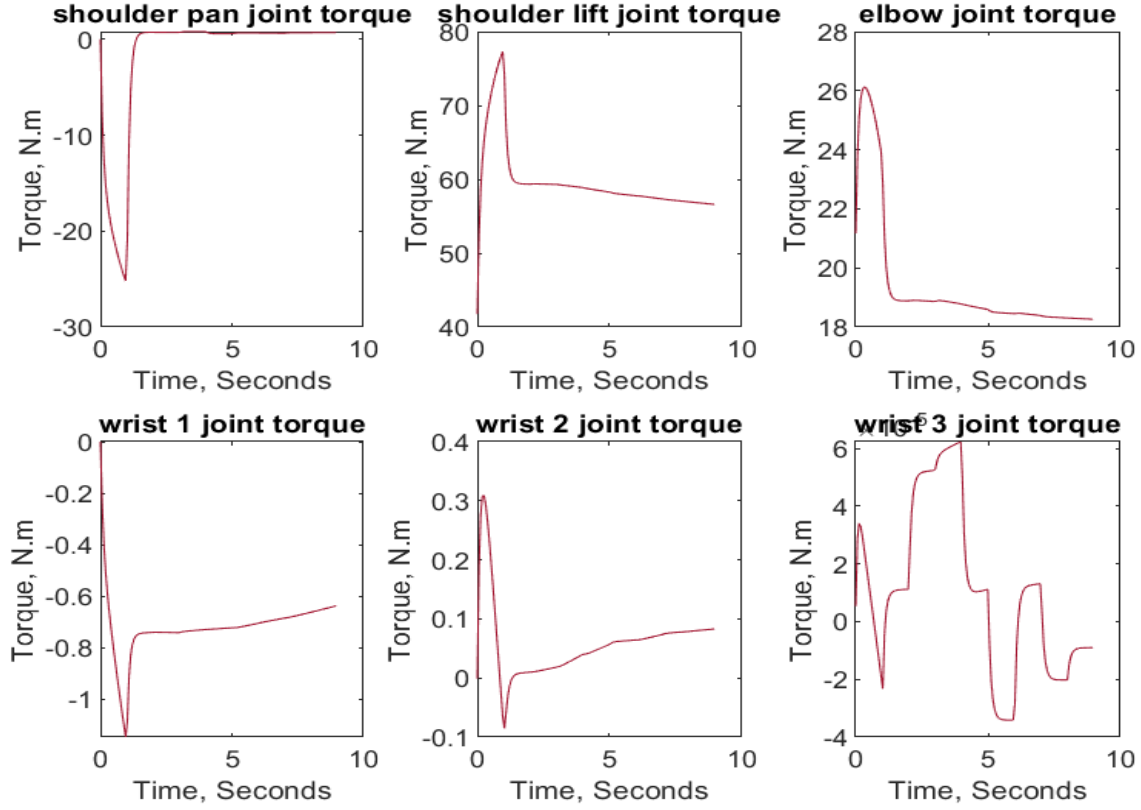 shoulder pan joint torque
0
-10
-20
-30
Torque, N.m
0 5 10
Time, Seconds
shoulder lift joint torque
80
70
60
50
40
Torque, N.m
0 5 10
Time, Seconds
elbow joint torque
28
26
24
22
20
18
Torque, N.m
0 5 10
Time, Seconds
wrist 1 joint torque
0
-0.2
-0.4
-0.6
-0.8
-1
Torque, N.m
0 5 10
Time, Seconds
wrist 2 joint torque
0.4
0.3
0.2
0.1
0
-0.1
Torque, N.m
0 5 10
Time, Seconds
wrist 3 joint torque
×10-5
6
4
2
0
-2
-4
Torque, N.m
0 5 10
Time, Seconds